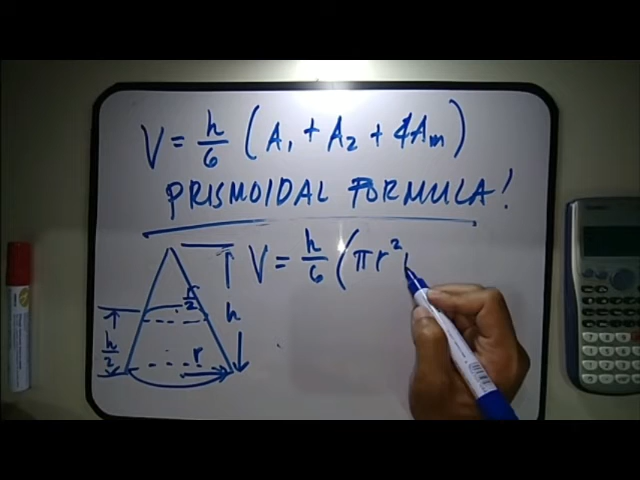 V = h/6 (A₁ + A₂ + 4Aₘ)
PRISMOIDAL FORMULA!
V = h/6 (πr²
r/2
h
h/2
r